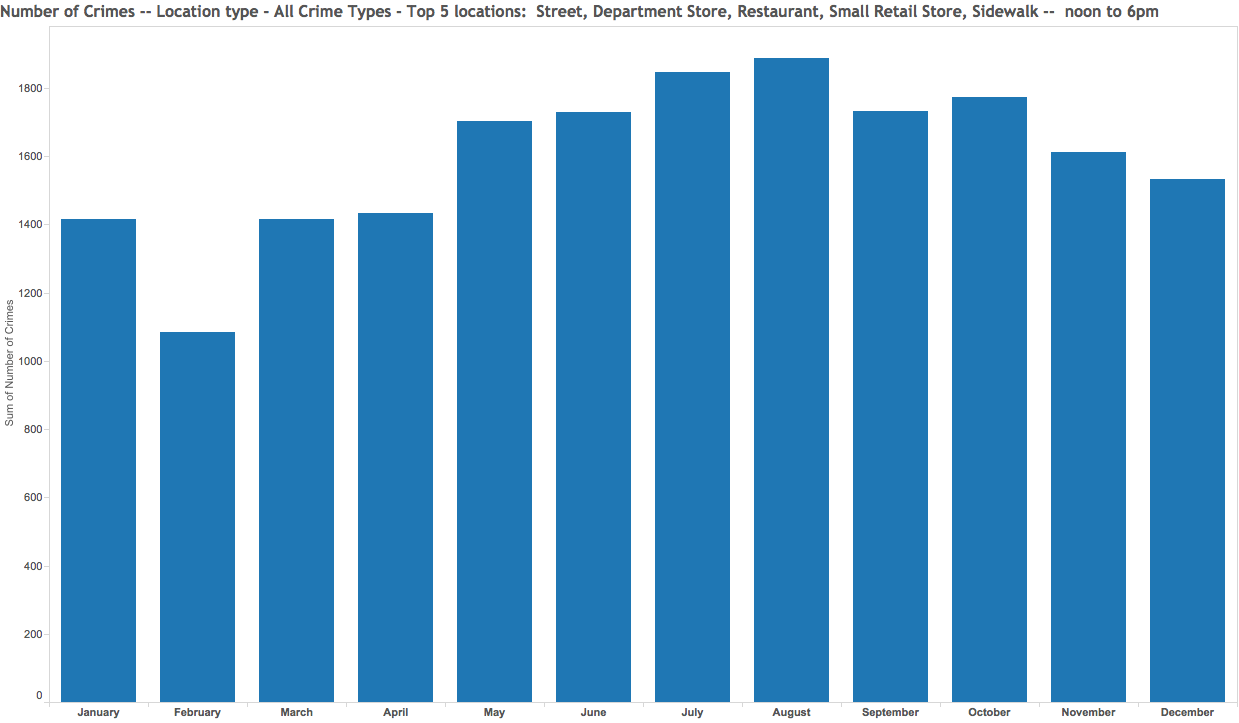 Number of Crimes -- Location type - All Crime Types - Top 5 locations:  Street, Department Store, Restaurant, Small Retail Store, Sidewalk --  noon to 6pm
Sum of Number of Crimes
1800
1600
1400
1200
1000
800
600
400
200
0
January
February
March
April
May
June
July
August
September
October
November
December